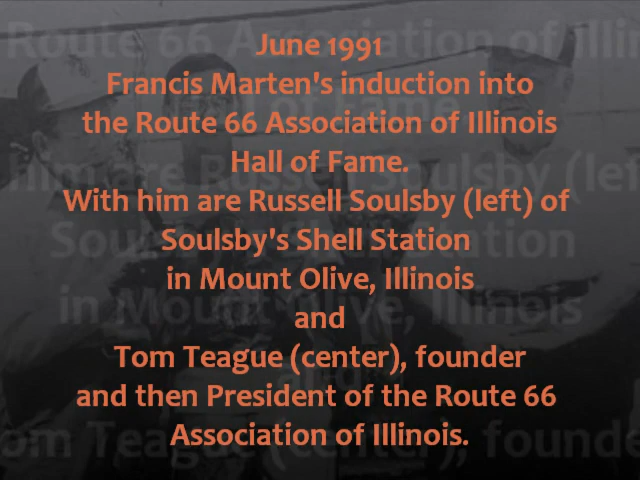 June 1991
Francis Marten's induction into
the Route 66 Association of Illinois
Hall of Fame.
With him are Russell Soulsby (left) of
Soulsby's Shell Station
in Mount Olive, Illinois
and
Tom Teague (center), founder
and then President of the Route 66
Association of Illinois.